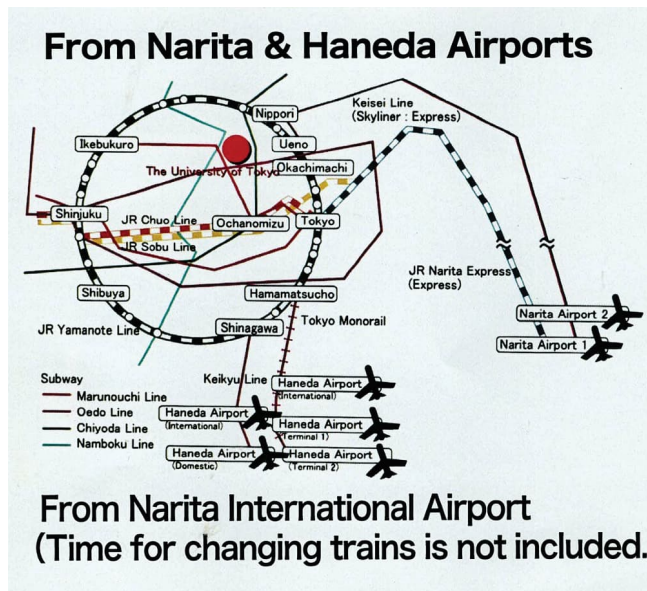 From Narita & Haneda Airports
Keisei Line
(Skyliner : Express)
Nippori
Ikebukuro
Ueno
The University of Tokyo
Okachimachi
Shinjuku
JR Chuo Line
Ochanomizu
Tokyo
JR Sobu Line
JR Narita Express
(Express)
Shibuya
Hamamatsucho
Narita Airport 2
JR Yamanote Line
Shinagawa
Tokyo Monorail
Narita Airport 1
Subway
Marunouchi Line
Oedo Line
Chiyoda Line
Namboku Line
Keikyu Line
Haneda Airport
(International)
Haneda Airport
(International)
Haneda Airport
(Terminal 1)
Haneda Airport
(Domestic)
Haneda Airport
(Terminal 2)
From Narita International Airport
(Time for changing trains is not included.